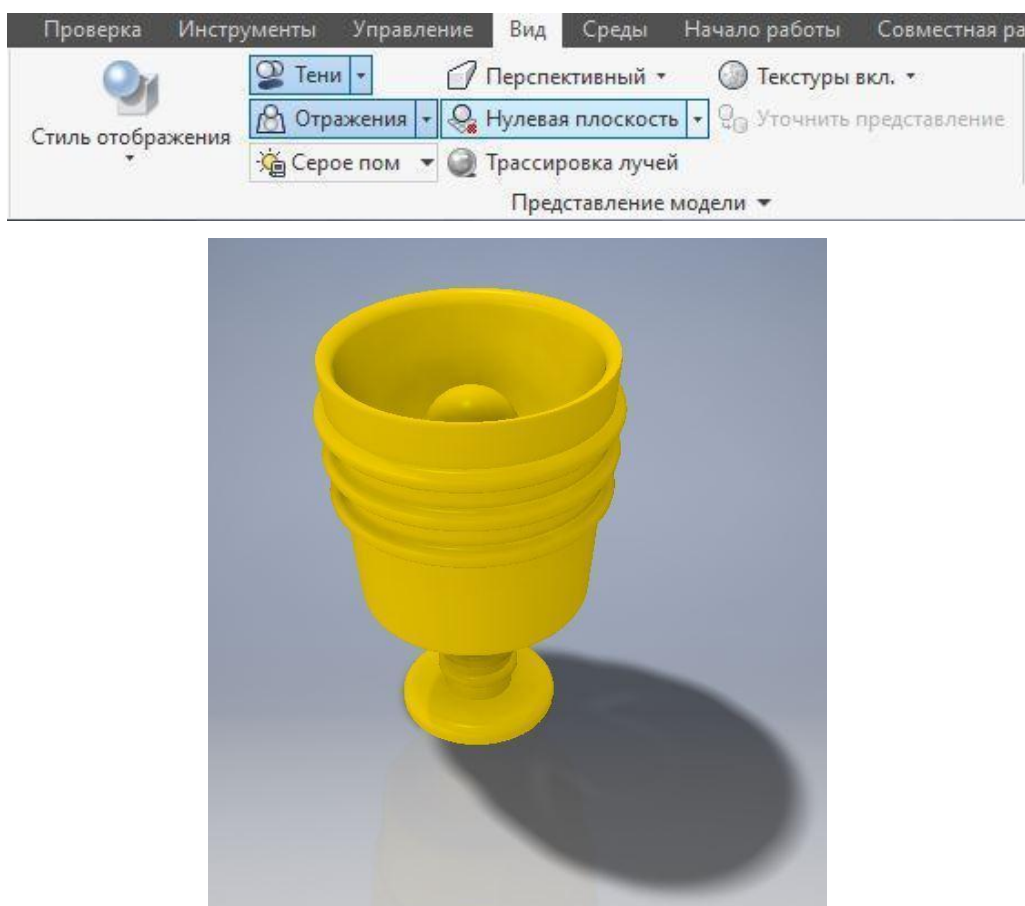 Проверка Инструменты Управление Вид Среды Начало работы Совместная ра
Тени Перспективный Текстуры вкл.
Отражения Нулевая плоскость Уточнить представление
Стиль отображения
Серое пом Трассировка лучей
Представление модели